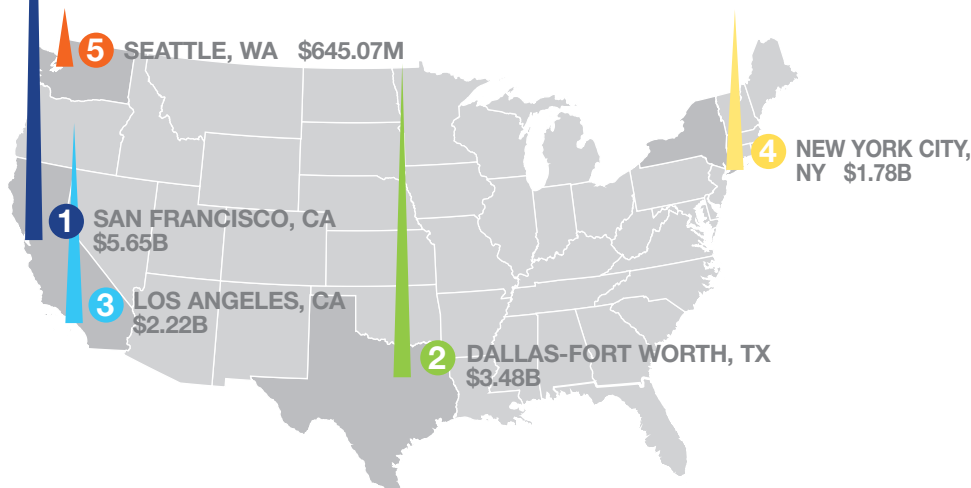 5 SEATTLE, WA $645.07M
4 NEW YORK CITY,
NY $1.78B
1 SAN FRANCISCO, CA
$5.65B
3 LOS ANGELES, CA
$2.22B
2 DALLAS-FORT WORTH, TX
$3.48B